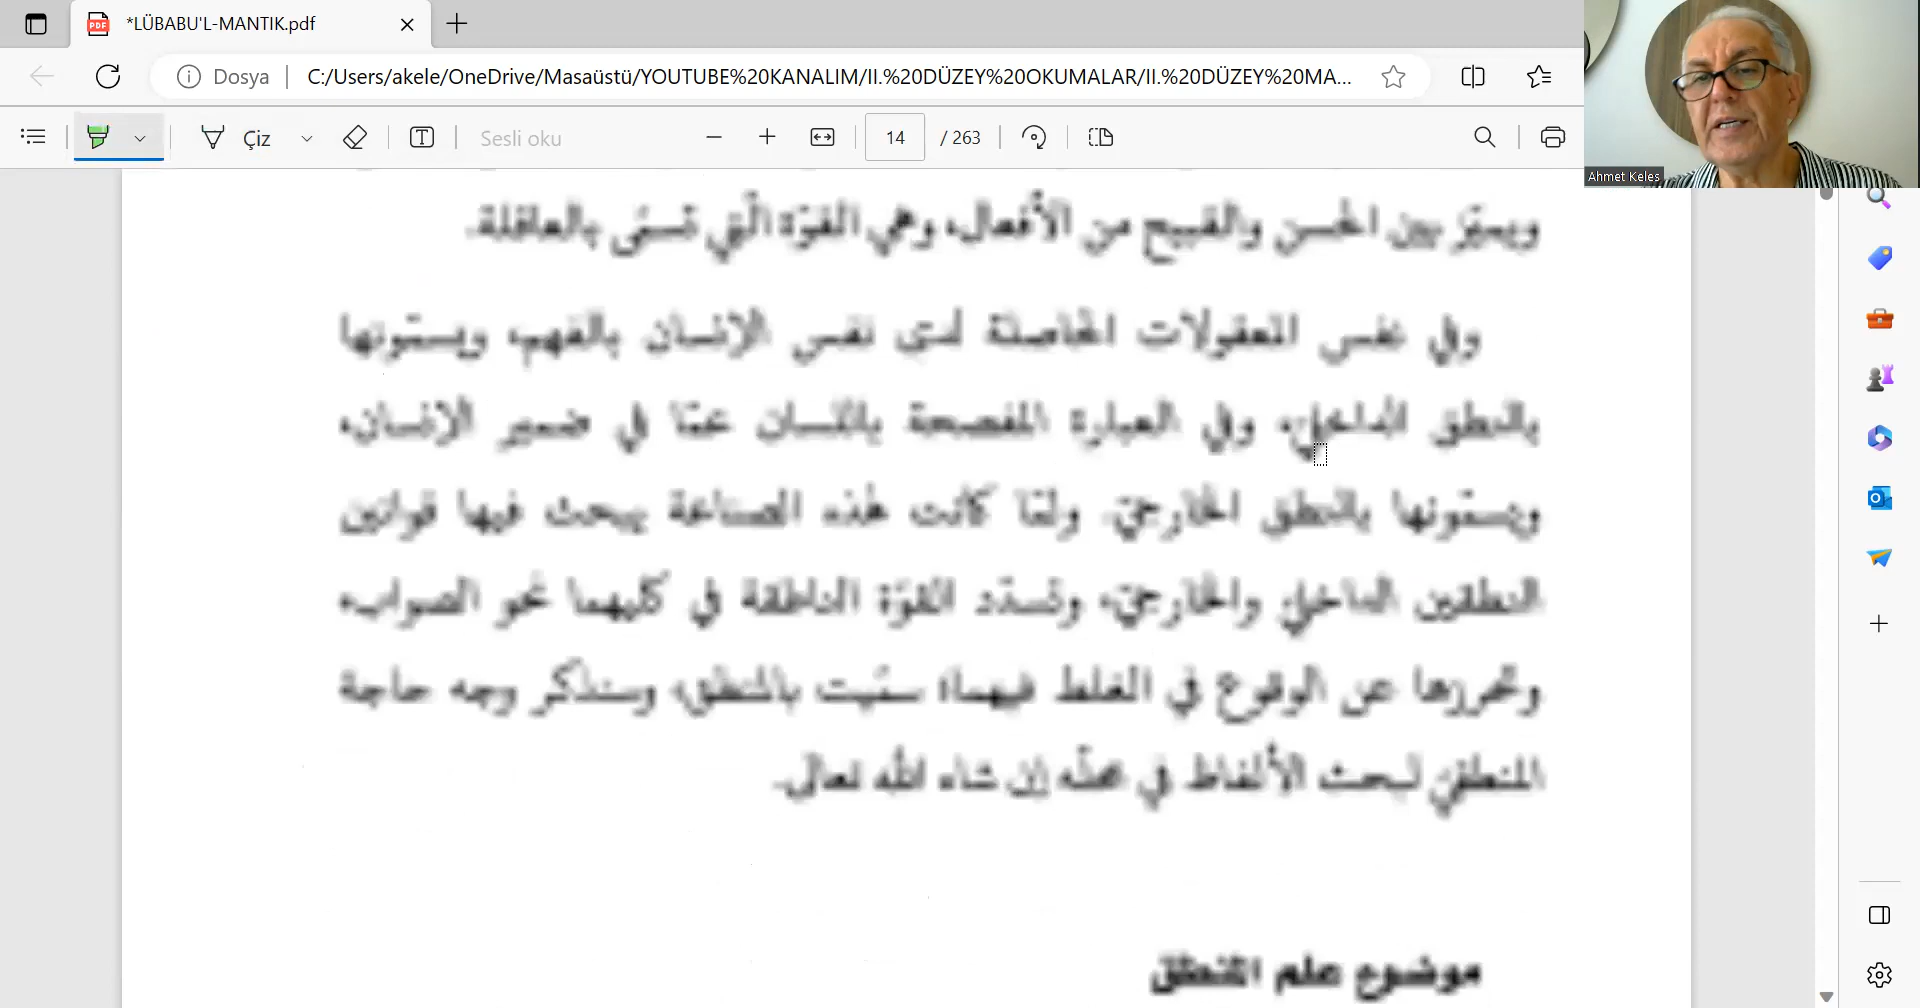 *LÜBABU'L-MANTIK.pdf
Dosya
C:/Users/akele/OneDrive/Masaüstü/YOUTUBE%20KANALIM/II.%20DÜZEY%20OKUMALAR/II.%20DÜZEY%20MA...
Çiz
Sesli oku
14 / 263
Ahmet Keles
ويميّز بين الحسن والقبيح من الأفعال، وهي القوّة الّتي تسمّى بالعاقلة.
وفي نفس المعقولات الحاصلة لدى نفس الإنسان بالفهم، ويسمّونها
بالنطق الداخليّ، وفي العبارة المفصحة باللسان عمّا في ضمير الإنسان،
ويسمّونها بالنطق الخارجيّ. ولمّا كانت هذه الصناعة يبحث فيها قوانين
النطقين الداخليّ والخارجيّ، وتسدّد القوّة الناطقة في كليهما نحو الصواب،
وتحرزها عن الوقوع في الغلط فيهما؛ سمّيت بالمنطق، وسنذكر وجه حاجة
المنطقيّ لبحث الألفاظ في محلّه إن شاء الله تعالى.
موضوع علم المنطق